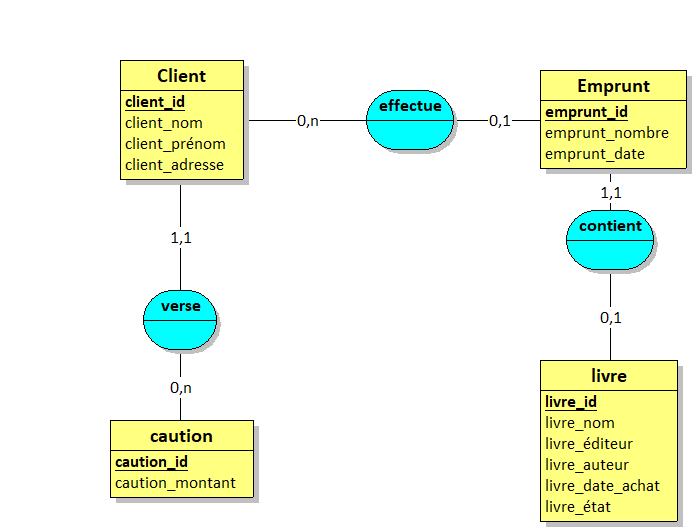 Client
client_id
client_nom
client_prénom
client_adresse
0,n
effectue
0,1
Emprunt
emprunt_id
emprunt_nombre
emprunt_date
1,1
verse
0,n
caution
caution_id
caution_montant
1,1
contient
0,1
livre
livre_id
livre_nom
livre_éditeur
livre_auteur
livre_date_achat
livre_état